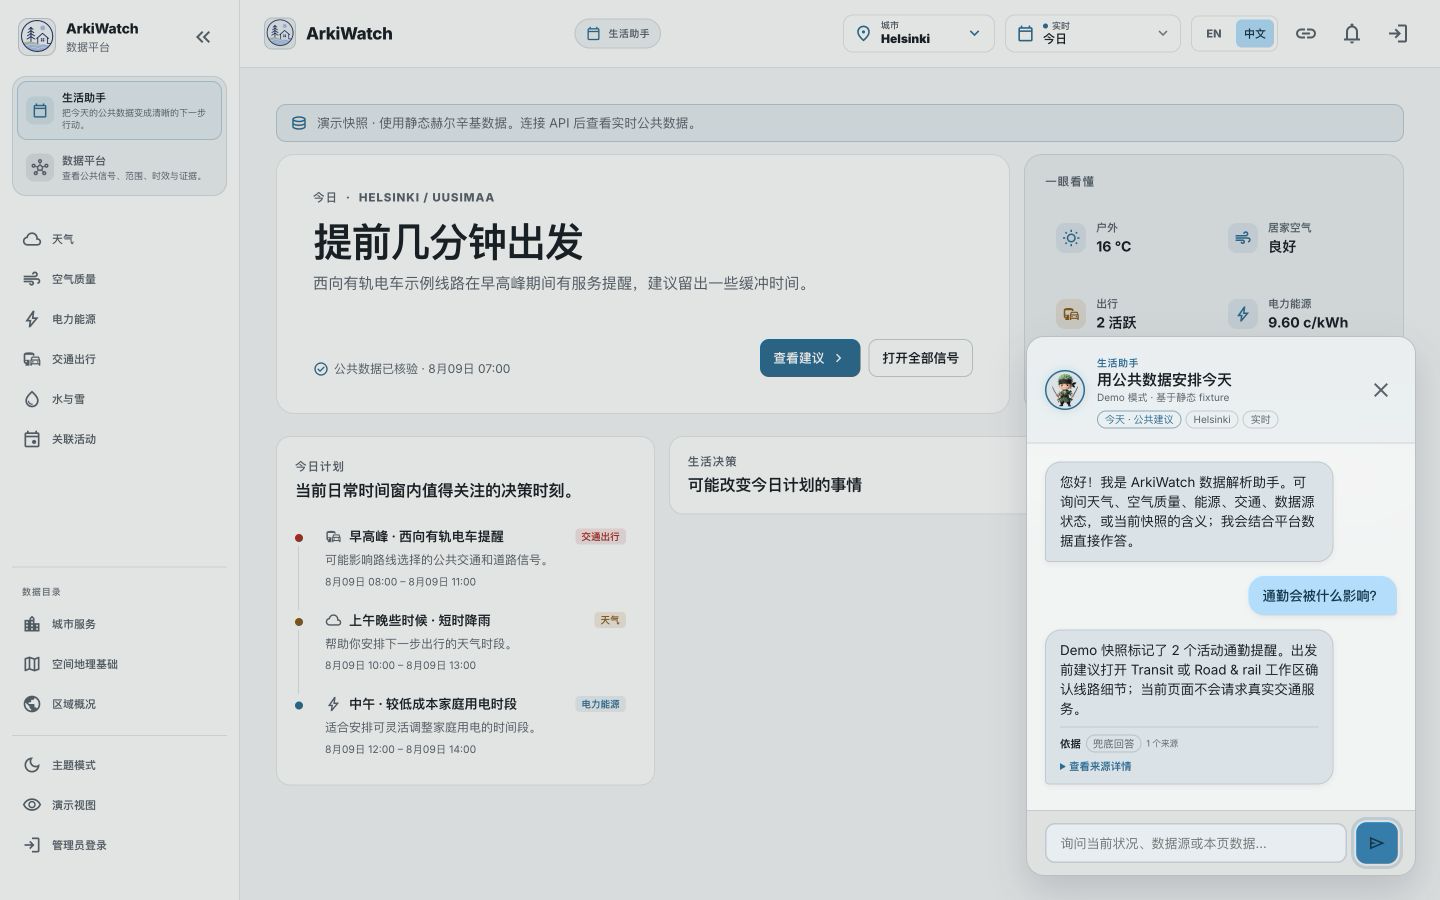 ArkiWatch
数据平台
生活助手
把今天的公共数据变成清晰的下一步
行动。
数据平台
查看公共信号、范围、时效与证据。
天气
空气质量
电力能源
交通出行
水与雪
关联活动
数据目录
城市服务
空间地理基础
区域概况
主题模式
演示视图
管理员登录
ArkiWatch
生活助手
城市
Helsinki
实时
今日
EN
中文
演示快照 · 使用静态赫尔辛基数据。连接 API 后查看实时公共数据。
今日 · HELSINKI / UUSIMAA
提前几分钟出发
西向有轨电车示例线路在早高峰期间有服务提醒，建议留出一些缓冲时间。
公共数据已核验 · 8月09日 07:00
查看建议
打开全部信号
一眼看懂
户外
16 °C
居家空气
良好
出行
2 活跃
电力能源
9.60 c/kWh
今日计划
当前日常时间窗内值得关注的决策时刻。
早高峰 · 西向有轨电车提醒
交通出行
可能影响路线选择的公共交通和道路信号。
8月09日 08:00 – 8月09日 11:00
上午晚些时候 · 短时降雨
天气
帮助你安排下一步出行的天气时段。
8月09日 10:00 – 8月09日 13:00
中午 · 较低成本家庭用电时段
电力能源
适合安排可灵活调整家庭用电的时间段。
8月09日 12:00 – 8月09日 14:00
生活决策
可能改变今日计划的事情
生活助手
用公共数据安排今天
Demo 模式 · 基于静态 fixture
今天 · 公共建议
Helsinki
实时
您好！我是 ArkiWatch 数据解析助手。可
询问天气、空气质量、能源、交通、数据源
状态，或当前快照的含义；我会结合平台数
据直接作答。
通勤会被什么影响?
Demo 快照标记了 2 个活动通勤提醒。出发
前建议打开 Transit 或 Road & rail 工作区确
认线路细节；当前页面不会请求真实交通服
务。
依据
兜底回答
1 个来源
查看来源详情
询问当前状况、数据源或本页数据...